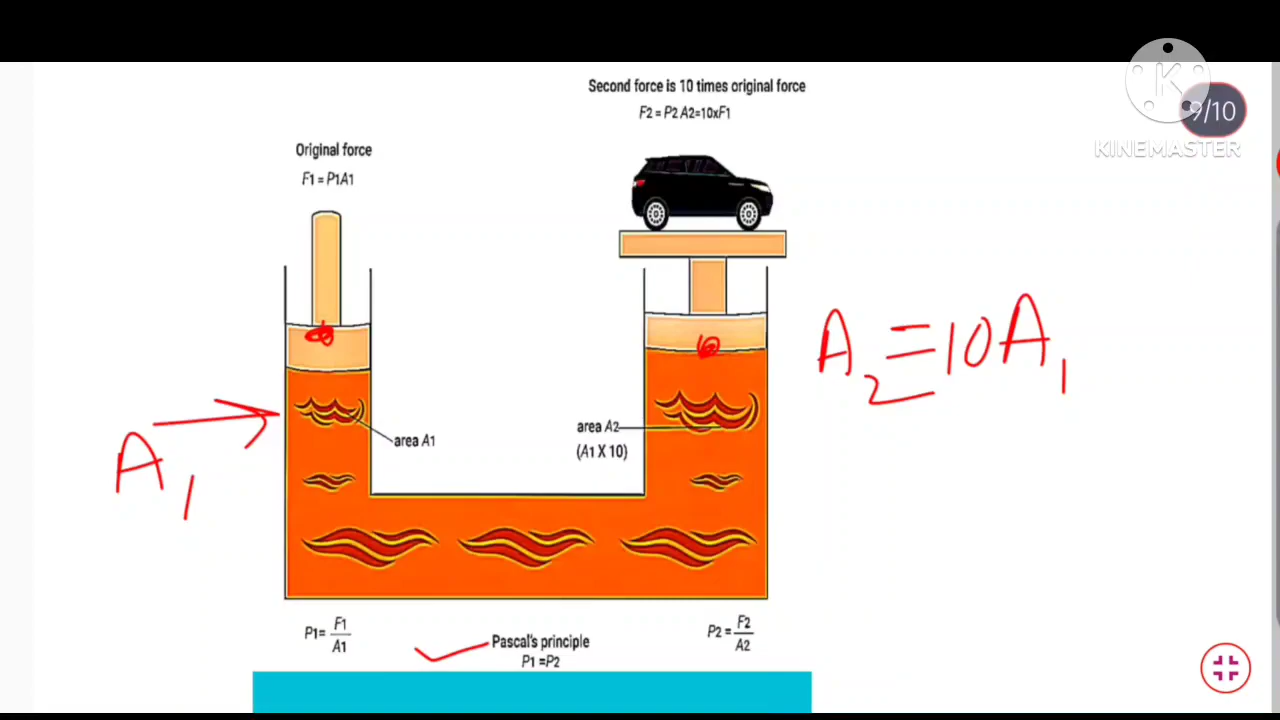 Second force is 10 times original force
F2 = P2 A2=10xF1
9/10
K
KINEMASTER
Original force
F1 = P1A1
A2=10A1
area A1
area A2
(A1 X 10)
A1
P1= F1/A1
P2 = F2/A2
Pascal's principle
P1 =P2